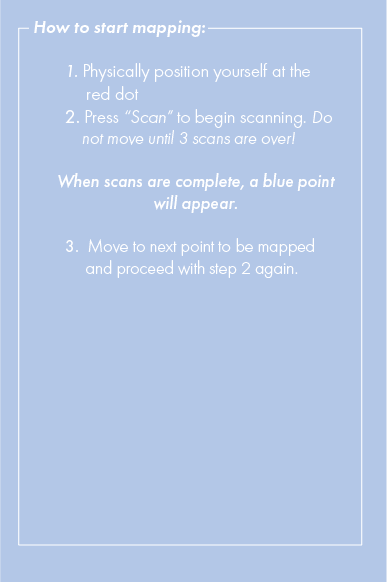 How to start mapping:
1. Physically position yourself at the
red dot
2. Press “Scan” to begin scanning. Do
not move until 3 scans are over!
When scans are complete, a blue point
will appear.
3. Move to next point to be mapped
and proceed with step 2 again.